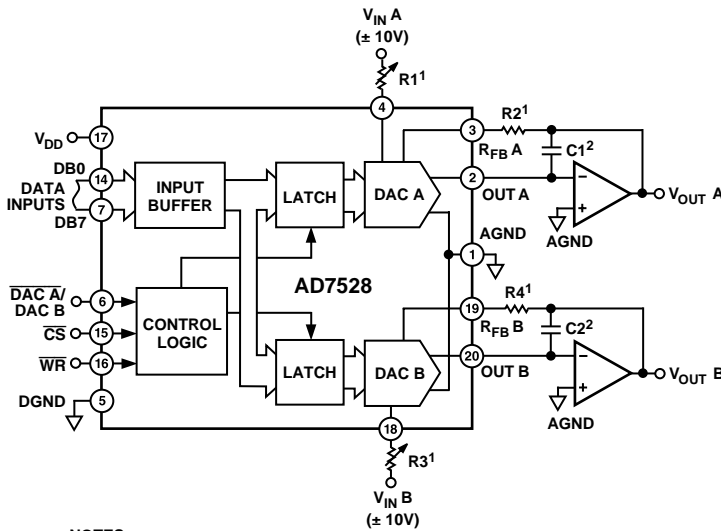 V_IN A
(± 10V)
R1¹
4
V_DD
17
3
R2¹
R_FB A
C1²
DB0
14
DATA
INPUTS
DB7
7
INPUT
BUFFER
LATCH
DAC A
2
OUT A
−
+
V_OUT A
AGND
AGND
1
AD7528
DAC A/
DAC B
6
CS
15
WR
16
CONTROL
LOGIC
19
R4¹
R_FB B
C2²
LATCH
DAC B
20
OUT B
−
+
V_OUT B
AGND
DGND
5
18
R3¹
V_IN B
(± 10V)